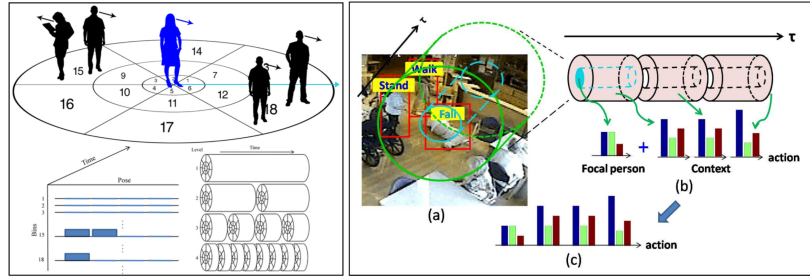 14
15
9
7
3
2
1
4
5
6
16
10
12
11
18
17
Time
Pose
Bins
1
2
3
15
18
Level
Time
1
2
3
4
τ
Walk
Stand
Fall
(a)
τ
+
action
Focal person
Context
(b)
action
(c)